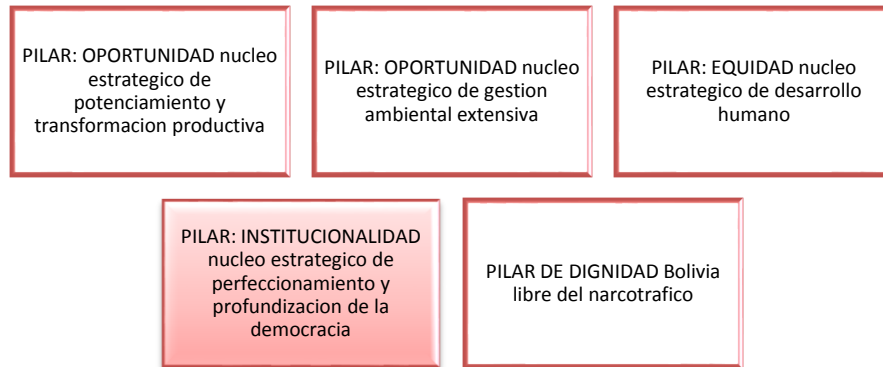 PILAR: OPORTUNIDAD nucleo
estrategico de
potenciamiento y
transformacion productiva
PILAR: OPORTUNIDAD nucleo
estrategico de gestion
ambiental extensiva
PILAR: EQUIDAD nucleo
estrategico de desarrollo
humano
PILAR: INSTITUCIONALIDAD
nucleo estrategico de
perfeccionamiento y
profundizacion de la
democracia
PILAR DE DIGNIDAD Bolivia
libre del narcotrafico